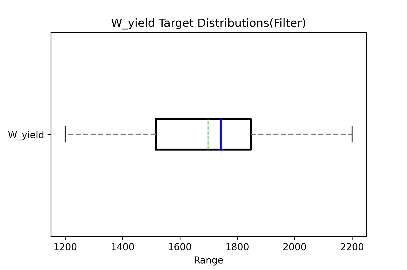 W_yield Target Distributions(Filter)
W_yield
1200 1400 1600 1800 2000 2200
Range